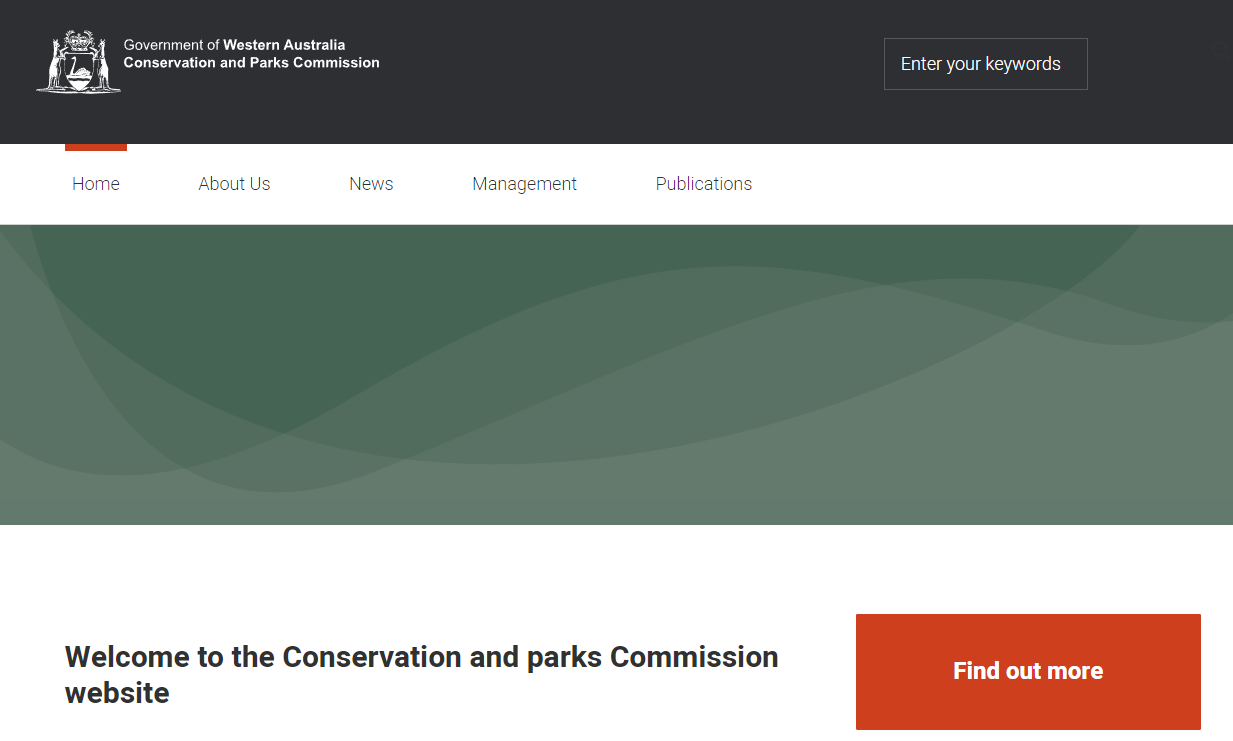 Government of Western Australia
Conservation and Parks Commission
Enter your keywords
Home
About Us
News
Management
Publications
Welcome to the Conservation and parks Commission
website
Find out more